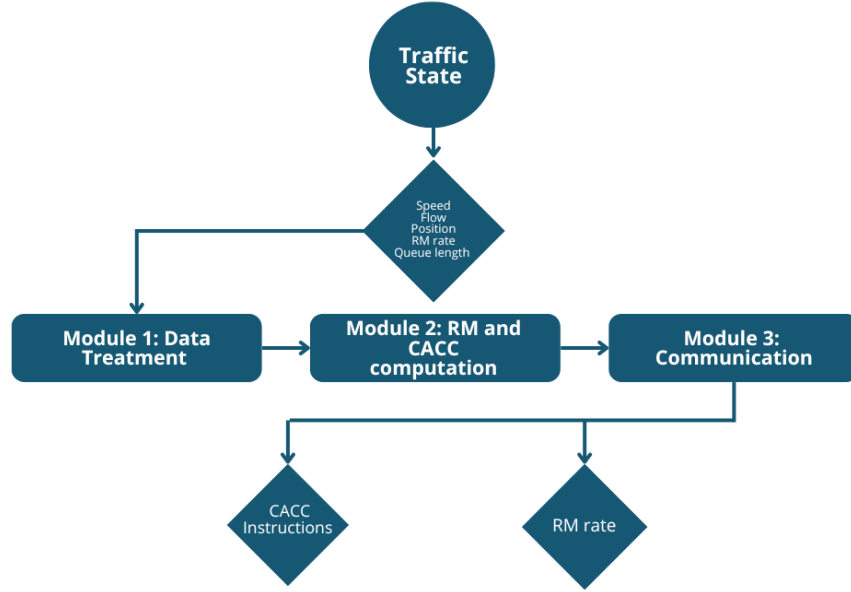 Traffic
State
Speed
Flow
Position
RM rate
Queue length
Module 1: Data
Treatment
Module 2: RM and
CACC
computation
Module 3:
Communication
CACC
Instructions
RM rate